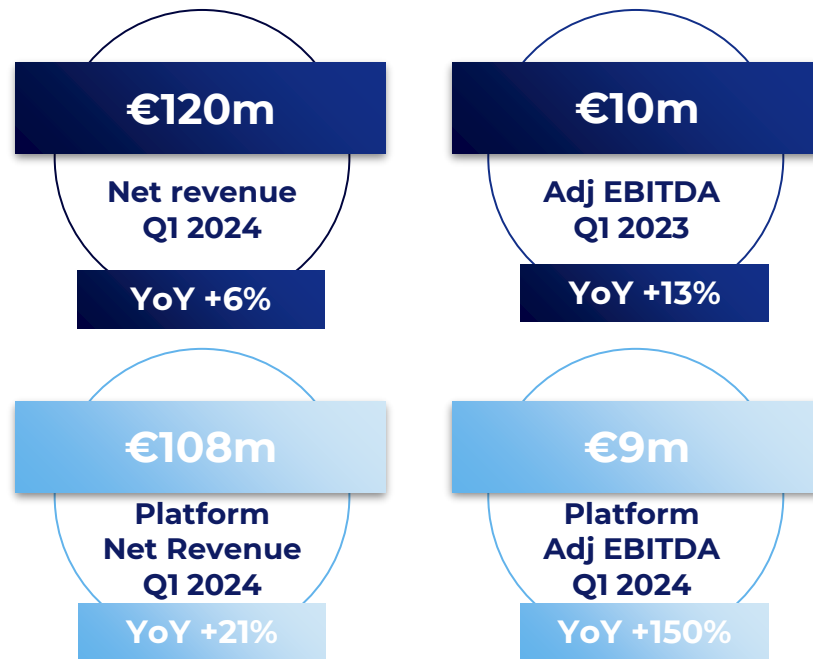 €120m
Net revenue
Q1 2024
YoY +6%
€10m
Adj EBITDA
Q1 2023
YoY +13%
€108m
Platform
Net Revenue
Q1 2024
YoY +21%
€9m
Platform
Adj EBITDA
Q1 2024
YoY +150%